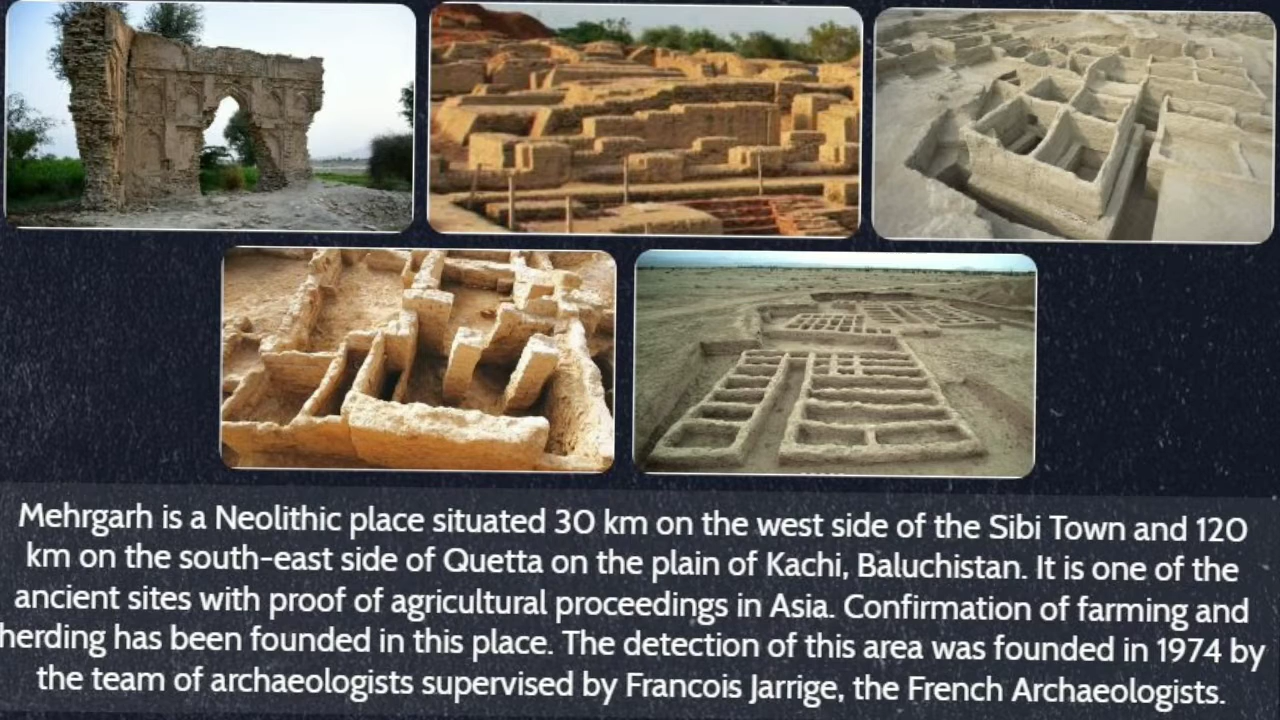 Mehrgarh is a Neolithic place situated 30 km on the west side of the Sibi Town and 120
km on the south-east side of Quetta on the plain of Kachi, Baluchistan. It is one of the
ancient sites with proof of agricultural proceedings in Asia. Confirmation of farming and
herding has been founded in this place. The detection of this area was founded in 1974 by
the team of archaeologists supervised by Francois Jarrige, the French Archaeologists.